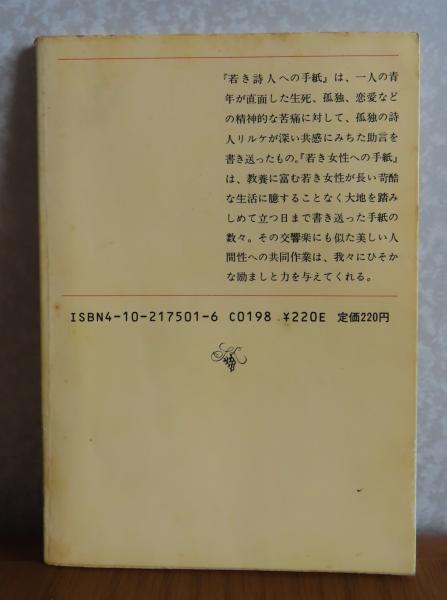 『若き詩人への手紙』は、一人の青
年が直面した生死、孤独、恋愛など
の精神的な苦痛に対して、孤独の詩
人リルケが深い共感にみちた助言を
書き送ったもの。『若き女性への手紙』
は、教養に富む若き女性が長い苛酷
な生活に臆することなく大地を踏み
しめて立つ日まで書き送った手紙の
数々。その交響楽にも似た美しい人
間性への共同作業は、我々にひそか
な励ましと力を与えてくれる。
ISBN4-10-217501-6 C0198 ¥220E 定価220円